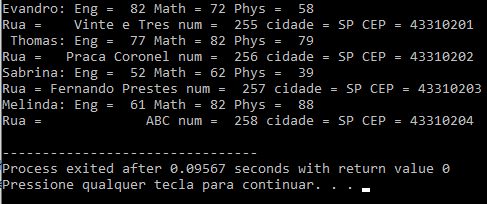 Evandro: Eng =  82 Math = 72 Phys =  58
Rua =     Vinte e Tres num =  255 cidade = SP CEP = 43310201
 Thomas: Eng =  77 Math = 82 Phys =  79
Rua =   Praca Coronel num =  256 cidade = SP CEP = 43310202
Sabrina: Eng =  52 Math = 62 Phys =  39
Rua = Fernando Prestes num =  257 cidade = SP CEP = 43310203
Melinda: Eng =  61 Math = 82 Phys =  88
Rua =              ABC num =  258 cidade = SP CEP = 43310204
--------------------------------
Process exited after 0.09567 seconds with return value 0
Pressione qualquer tecla para continuar. . .